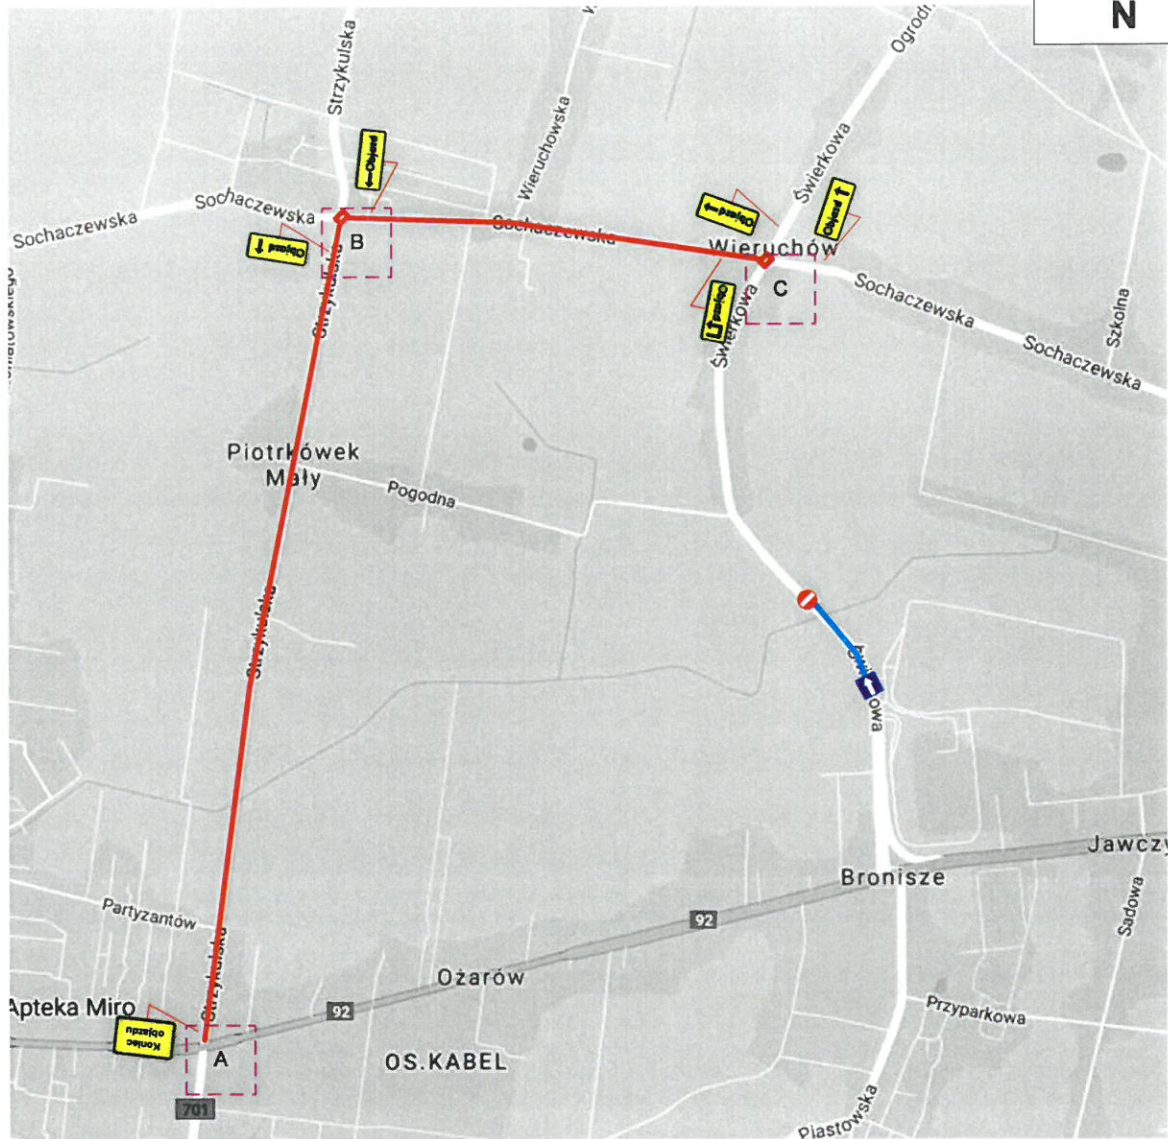 N
Ogrodn
Strzykulska
Wieruchowska
Świerkowa
←Objazd
Objazd
Objazd
Sochaczewska
Sochaczewska
Sochaczewska
Wieruchów
B
Objazd
C
Objazd
Strzykulska
Świerkowa
Sochaczewska
Sochaczewska
Szkolna
Piotrkówek
Mały
Pogodna
Strzykulska
Świerkowa
Jawczy
Bronisze
Sadowa
Partyzantów
92
Strzykulska
Ożarów
Apteka Miro
92
Przyparkowa
Koniec
objazdu
A
OS.KABEL
701
Piastowska